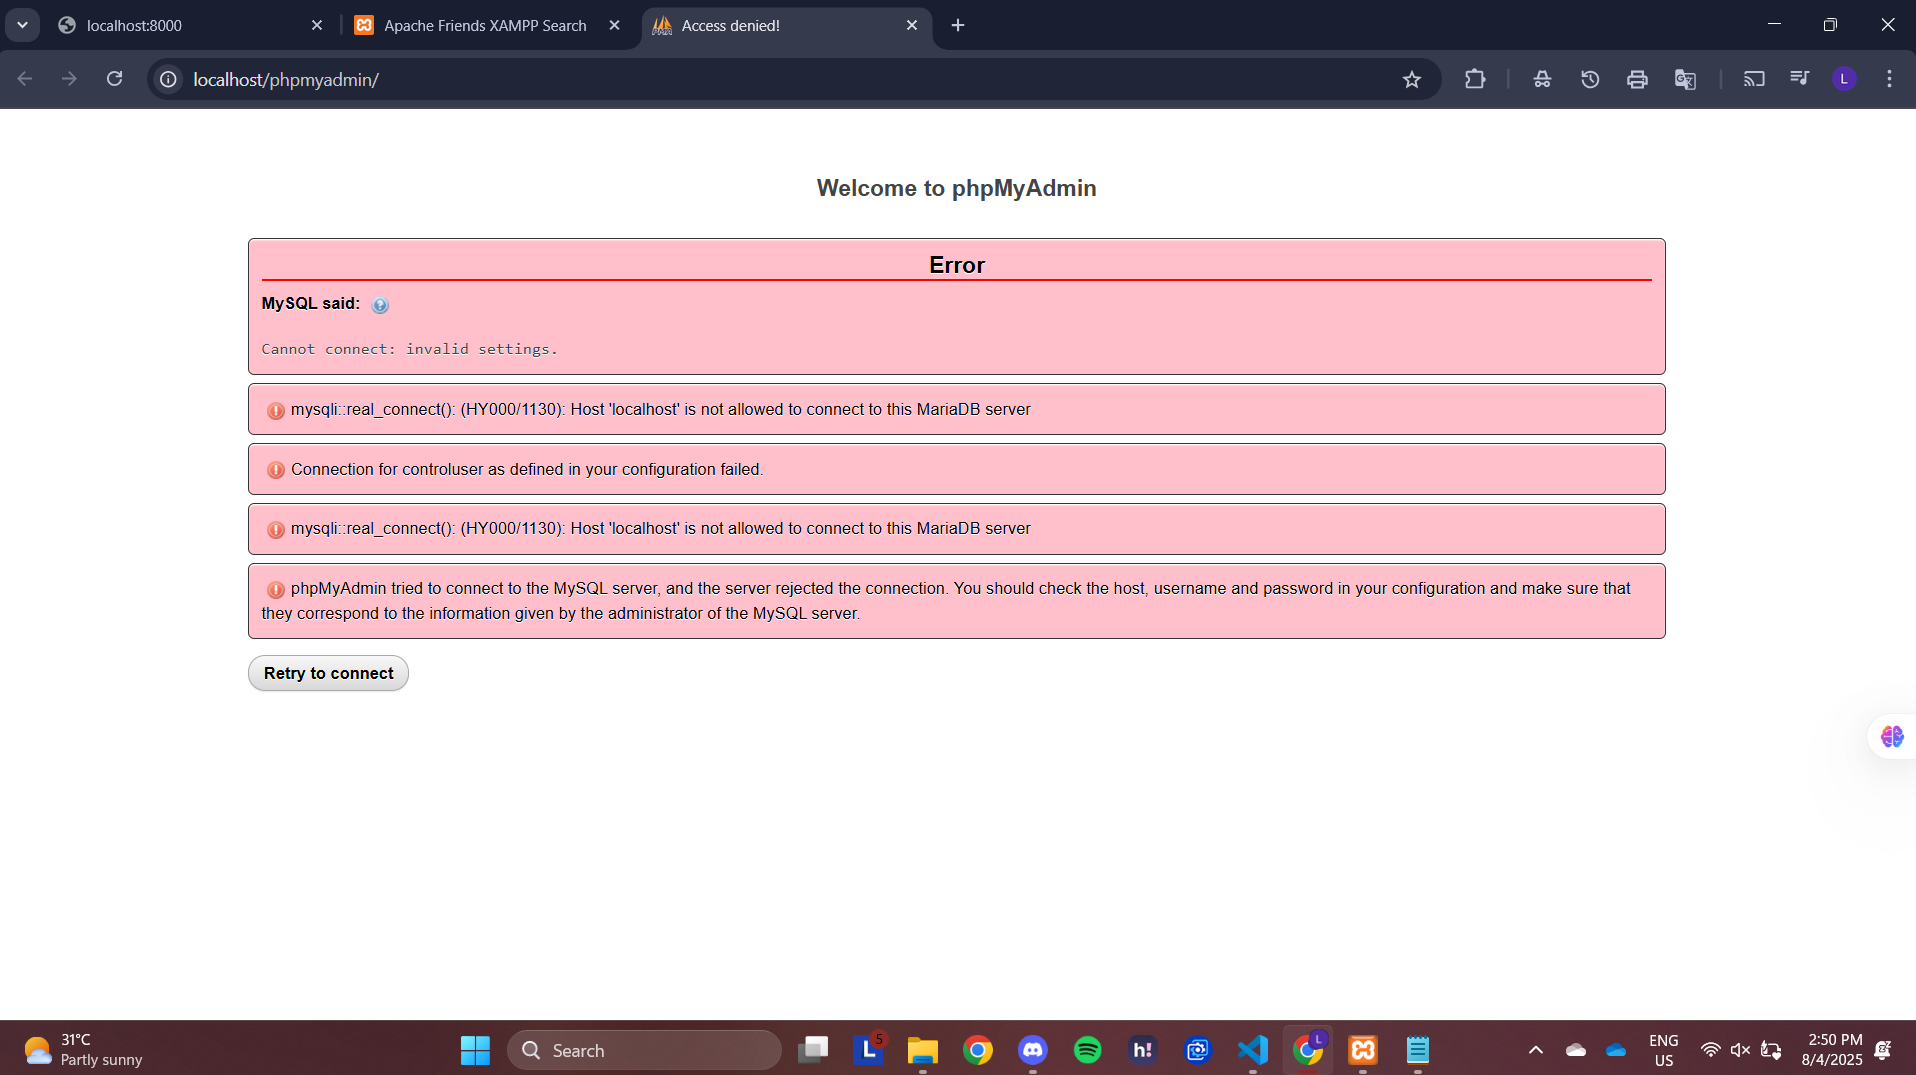 localhost:8000
Apache Friends XAMPP Search
Access denied!
localhost/phpmyadmin/
L
Welcome to phpMyAdmin
Error
MySQL said:
Cannot connect: invalid settings.
mysqli::real_connect(): (HY000/1130): Host 'localhost' is not allowed to connect to this MariaDB server
Connection for controluser as defined in your configuration failed.
mysqli::real_connect(): (HY000/1130): Host 'localhost' is not allowed to connect to this MariaDB server
phpMyAdmin tried to connect to the MySQL server, and the server rejected the connection. You should check the host, username and password in your configuration and make sure that
they correspond to the information given by the administrator of the MySQL server.
Retry to connect
31°C
Partly sunny
Search
L
5
h!
L
ENG
US
2:50 PM
8/4/2025